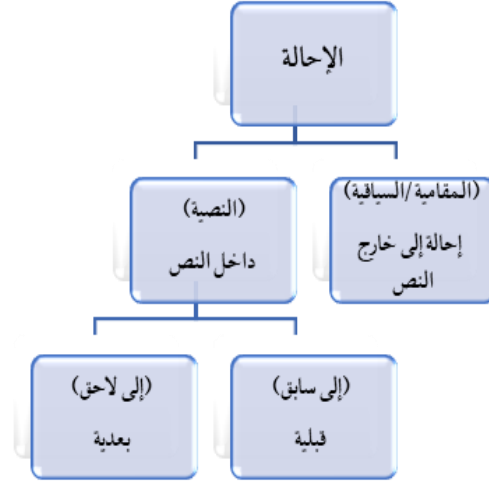 الإحالة
(المقامية/السياقية)
إحالة إلى خارج
النص
(النصية)
داخل النص
(إلى سابق)
قبلية
(إلى لاحق)
بعدية